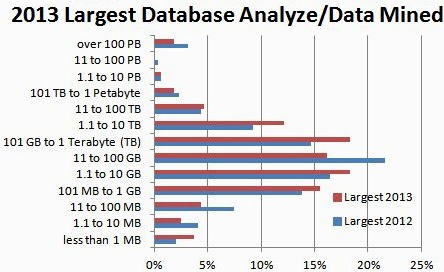 2013 Largest Database Analyze/Data Mined
over 100 PB
11 to 100 PB
1.1 to 10 PB
101 TB to 1 Petabyte
11 to 100 TB
1.1 to 10 TB
101 GB to 1 Terabyte (TB)
11 to 100 GB
1.1 to 10 GB
101 MB to 1 GB
11 to 100 MB
1.1 to 10 MB
less than 1 MB
Largest 2013
Largest 2012
0% 5% 10% 15% 20% 25%